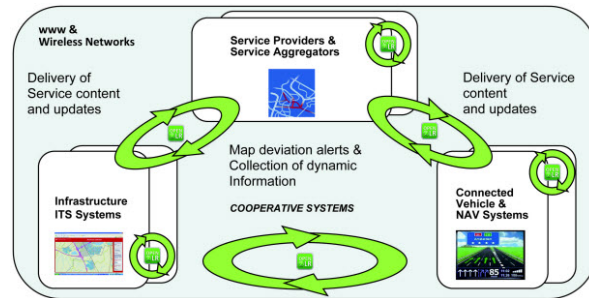 www &
Wireless Networks
Service Providers &
Service Aggregators
Delivery of
Service content
and updates
Delivery of Service
content
and updates
Map deviation alerts &
Collection of dynamic
Information
Infrastructure
ITS Systems
COOPERATIVE SYSTEMS
Connected
Vehicle &
NAV Systems
85